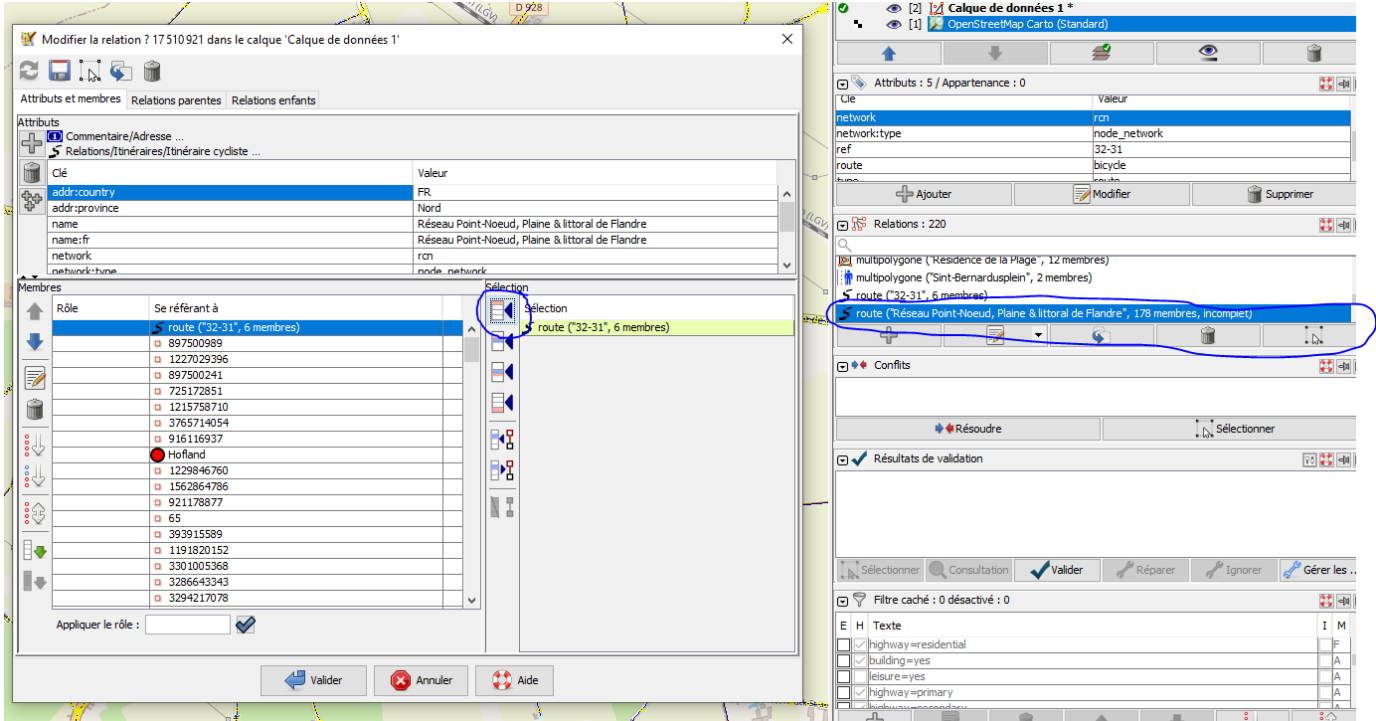 D 928
(LGV)
Modifier la relation ? 17 510 921 dans le calque 'Calque de données 1'
Attributs et membres
Relations parentes
Relations enfants
Attributs
Commentaire/Adresse ...
Relations/Itinéraires/Itinéraire cycliste ...
Clé Valeur
addr:country FR
addr:province Nord
name Réseau Point-Noeud, Plaine & littoral de Flandre
name:fr Réseau Point-Noeud, Plaine & littoral de Flandre
network rcn
network:type node_network
Membres
Rôle Se référant à
route ("32-31", 6 membres)
897500989
1227029396
897500241
725172851
1215758710
3765714054
916116937
Hofland
1229846760
1562864786
921178877
65
393915589
1191820152
3301005368
3286643343
3294217078
Appliquer le rôle :
Sélection
Sélection
route ("32-31", 6 membres)
Valider
Annuler
Aide
[2] Calque de données 1 *
[1] OpenStreetMap Carto (Standard)
Attributs : 5 / Appartenance : 0
Clé Valeur
network rcn
network:type node_network
ref 32-31
route bicycle
type route
Ajouter
Modifier
Supprimer
Relations : 220
multipolygone ("Résidence de la Plage", 12 membres)
multipolygone ("Sint-Bernardusplein", 2 membres)
route ("32-31", 6 membres)
route ("Réseau Point-Noeud, Plaine & littoral de Flandre", 178 membres, incomplet)
Conflits
Résoudre
Sélectionner
Résultats de validation
Sélectionner
Consultation
Valider
Réparer
Ignorer
Gérer les ...
Filtre caché : 0 désactivé : 0
E H Texte I M
highway=residential F
building=yes A
leisure=yes A
highway=primary A
highway=secondary A